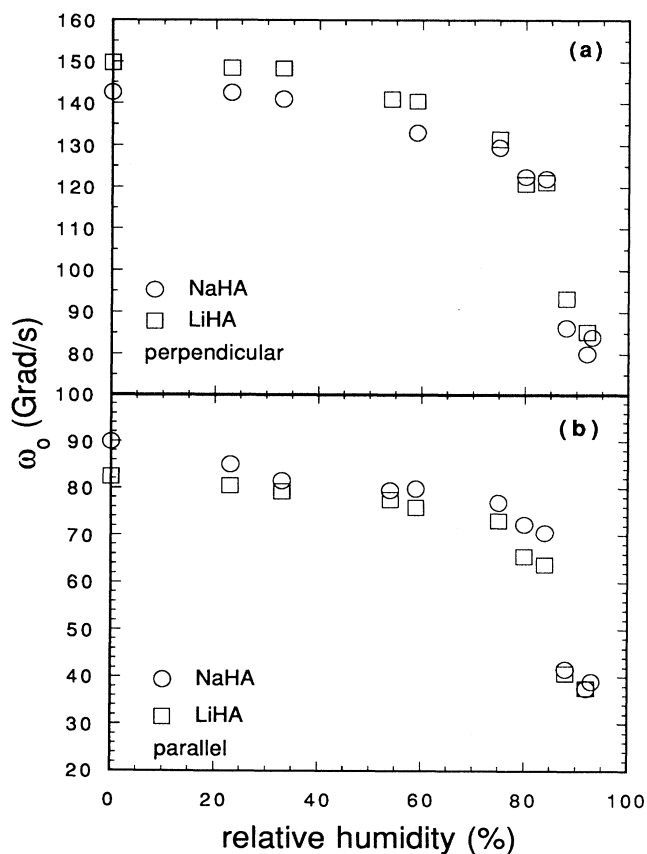 160
(a)
150
140
130
120
110
100
NaHA
90
LiHA
80
perpendicular
100
ω₀ (Grad/s)
(b)
90
80
70
60
50
40
NaHA
LiHA
30
parallel
20
0 20 40 60 80 100
relative humidity (%)